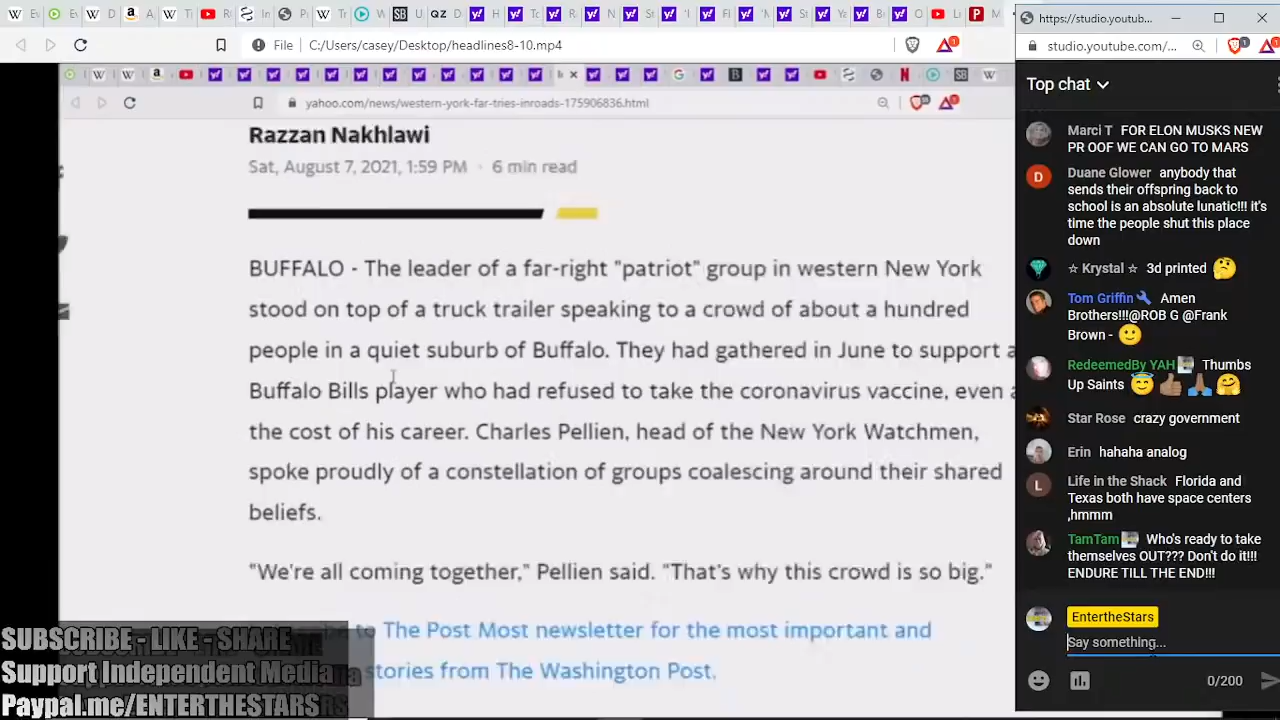 https://studio.youtub...
File
C:/Users/casey/Desktop/headlines8-10.mp4
studio.youtube.com/...
yahoo.com/news/western-york-far-tries-inroads-175906836.html
Razzan Nakhlawi
Sat, August 7, 2021, 1:59 PM · 6 min read
BUFFALO - The leader of a far-right "patriot" group in western New York
stood on top of a truck trailer speaking to a crowd of about a hundred
people in a quiet suburb of Buffalo. They had gathered in June to support a
Buffalo Bills player who had refused to take the coronavirus vaccine, even
the cost of his career. Charles Pellien, head of the New York Watchmen,
spoke proudly of a constellation of groups coalescing around their shared
beliefs.
"We're all coming together," Pellien said. "That's why this crowd is so big."
to The Post Most newsletter for the most important and
stories from The Washington Post.
SUBSCRIBE - LIKE - SHARE
Support Independent Media
Paypal.me/ENTERTHESTARS
Top chat
Marci T FOR ELON MUSKS NEW
PR OOF WE CAN GO TO MARS
D
Duane Glower anybody that
sends their offspring back to
school is an absolute lunatic!!! it's
time the people shut this place
down
☆ Krystal ☆ 3d printed 🤔
Tom Griffin Amen
Brothers!!!@ROB G @Frank
Brown - 🙂
RedeemedBy YAH Thumbs
Up Saints 😇👍🏽🙏🏽🤗
Star Rose crazy government
Erin hahaha analog
L
Life in the Shack Florida and
Texas both have space centers
,hmmm
TamTam Who's ready to take
themselves OUT??? Don't do it!!!
ENDURE TILL THE END!!!
EntertheStars
Say something...
0/200